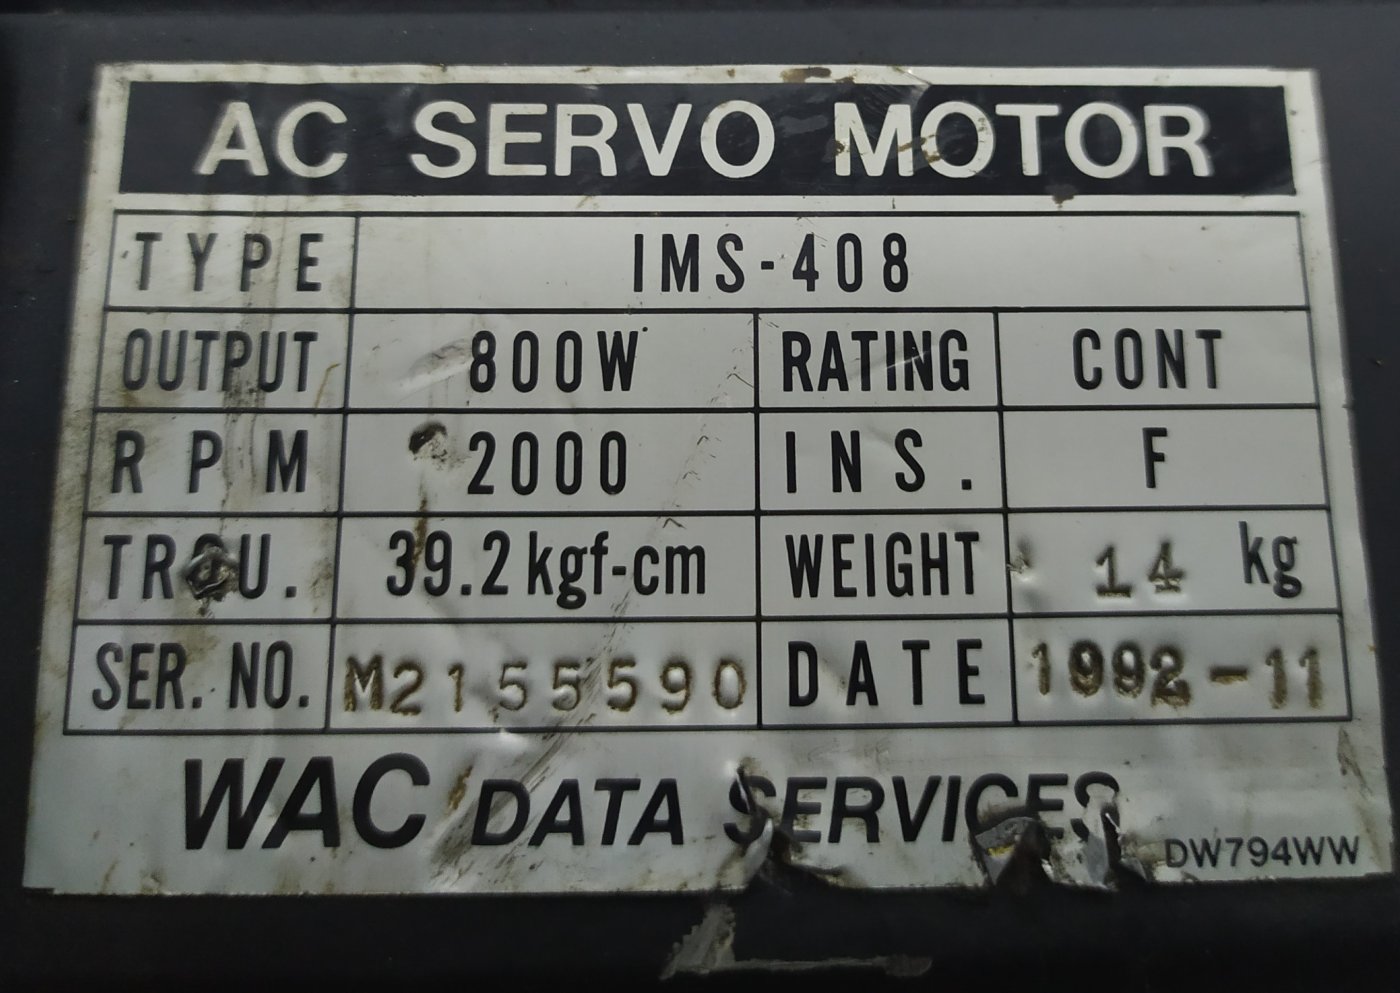 AC SERVO MOTOR
TYPE IMS-408
OUTPUT 800W RATING CONT
RPM 2000 INS. F
TRQU. 39.2 kgf-cm WEIGHT 14 kg
SER. NO. M2155590 DATE 1992-11
WAC DATA SERVICES
DW794WW